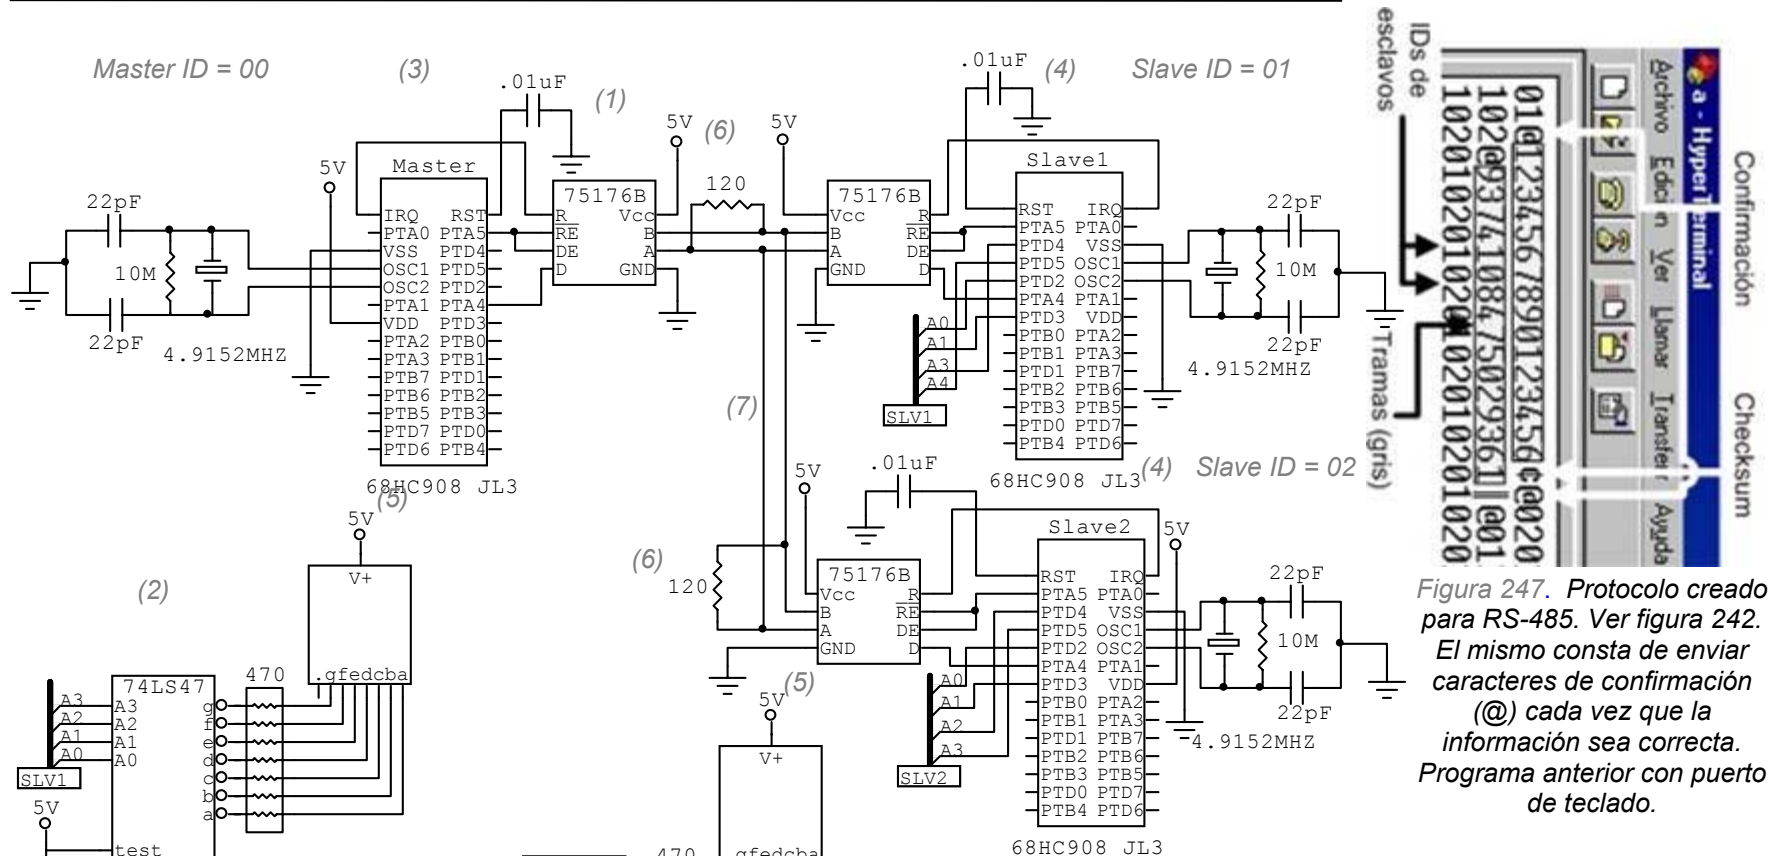 Master ID = 00
(3)
(1)
.01uF
5V
(6)
5V
.01uF
(4)
Slave ID = 01
Master
5V
75176B
120
75176B
Slave1
22pF
10M
22pF
4.9152MHZ
IRQ RST
PTA0 PTA5
VSS PTD4
OSC1 PTD5
OSC2 PTD2
PTA1 PTA4
VDD PTD3
PTA2 PTB0
PTA3 PTB1
PTB7 PTD1
PTB6 PTB2
PTB5 PTB3
PTD7 PTD0
PTD6 PTB4
68HC908 JL3
R Vcc
RE B
DE A
D GND
Vcc R
B RE
A DE
GND D
RST IRQ
PTA5 PTA0
PTD4 VSS
PTD5 OSC1
PTD2 OSC2
PTA4 PTA1
PTD3 VDD
PTB0 PTA2
PTB1 PTA3
PTD1 PTB7
PTB2 PTB6
PTB3 PTB5
PTD0 PTD7
PTB4 PTD6
68HC908 JL3
A0
A1
A3
A4
SLV1
22pF
10M
22pF
4.9152MHZ
(7)
(4)
Slave ID = 02
5V
.01uF
Slave2
5V
(6)
120
75176B
Vcc R
B RE
A DE
GND D
RST IRQ
PTA5 PTA0
PTD4 VSS
PTD5 OSC1
PTD2 OSC2
PTA4 PTA1
PTD3 VDD
PTB0 PTA2
PTB1 PTA3
PTD1 PTB7
PTB2 PTB6
PTB3 PTB5
PTD0 PTD7
PTB4 PTD6
68HC908 JL3
A0
A1
A2
A3
SLV2
22pF
10M
22pF
4.9152MHZ
(5)
5V
V+
.gfedcba
(2)
470
74LS47
A3 A3 g
A2 A2 f
A1 A1 e
A0 A0 d
c
b
a
SLV1
5V
test
(5)
5V
V+
470
.gfedcba
Confirmación
Checksum
a - HyperTerminal
Archivo Edición Ver Llamar Transferir Ayuda
01@1234567890123456¢@020
102@9374108475029361||@01
IDs de
esclavos
Tramas (gris)
Figura 247. Protocolo creado
para RS-485. Ver figura 242.
El mismo consta de enviar
caracteres de confirmación
(@) cada vez que la
información sea correcta.
Programa anterior con puerto
de teclado.